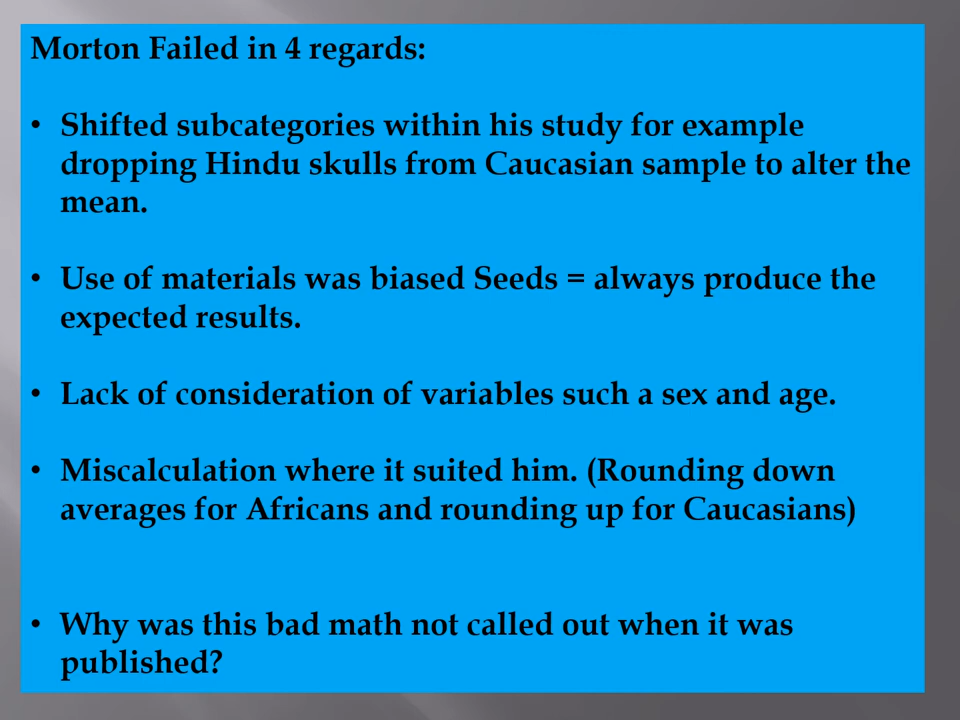 Morton Failed in 4 regards:
• Shifted subcategories within his study for example
dropping Hindu skulls from Caucasian sample to alter the
mean.
• Use of materials was biased Seeds = always produce the
expected results.
• Lack of consideration of variables such a sex and age.
• Miscalculation where it suited him. (Rounding down
averages for Africans and rounding up for Caucasians)
• Why was this bad math not called out when it was
published?